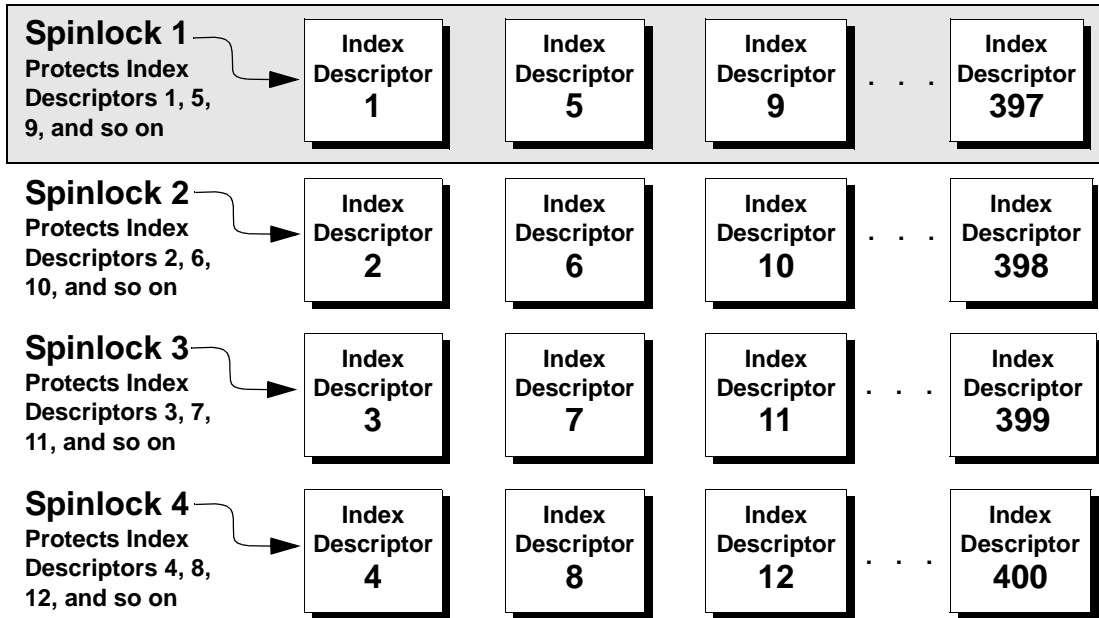 Spinlock 1
Protects Index
Descriptors 1, 5,
9, and so on
Index
Descriptor
1
Index
Descriptor
5
Index
Descriptor
9
. . .
Index
Descriptor
397
Spinlock 2
Protects Index
Descriptors 2, 6,
10, and so on
Index
Descriptor
2
Index
Descriptor
6
Index
Descriptor
10
. . .
Index
Descriptor
398
Spinlock 3
Protects Index
Descriptors 3, 7,
11, and so on
Index
Descriptor
3
Index
Descriptor
7
Index
Descriptor
11
. . .
Index
Descriptor
399
Spinlock 4
Protects Index
Descriptors 4, 8,
12, and so on
Index
Descriptor
4
Index
Descriptor
8
Index
Descriptor
12
. . .
Index
Descriptor
400